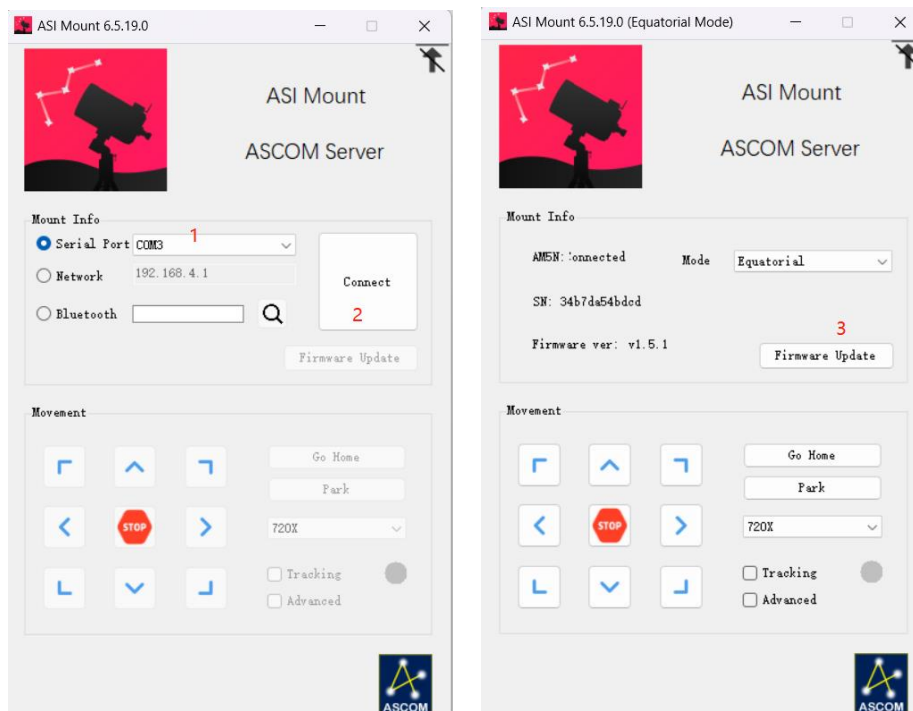 ASI Mount 6.5.19.0
ASI Mount
ASCOM Server
Mount Info
Serial Port COM3 1
Network 192.168.4.1
Connect
Bluetooth 2
Firmware Update
Movement
Go Home
Park
STOP 720X
Tracking
Advanced
ASCOM
ASI Mount 6.5.19.0 (Equatorial Mode)
ASI Mount
ASCOM Server
Mount Info
AM5N: onnected Mode Equatorial
SN: 34b7da54bdcd
3
Firmware ver: v1.5.1 Firmware Update
Movement
Go Home
Park
STOP 720X
Tracking
Advanced
ASCOM